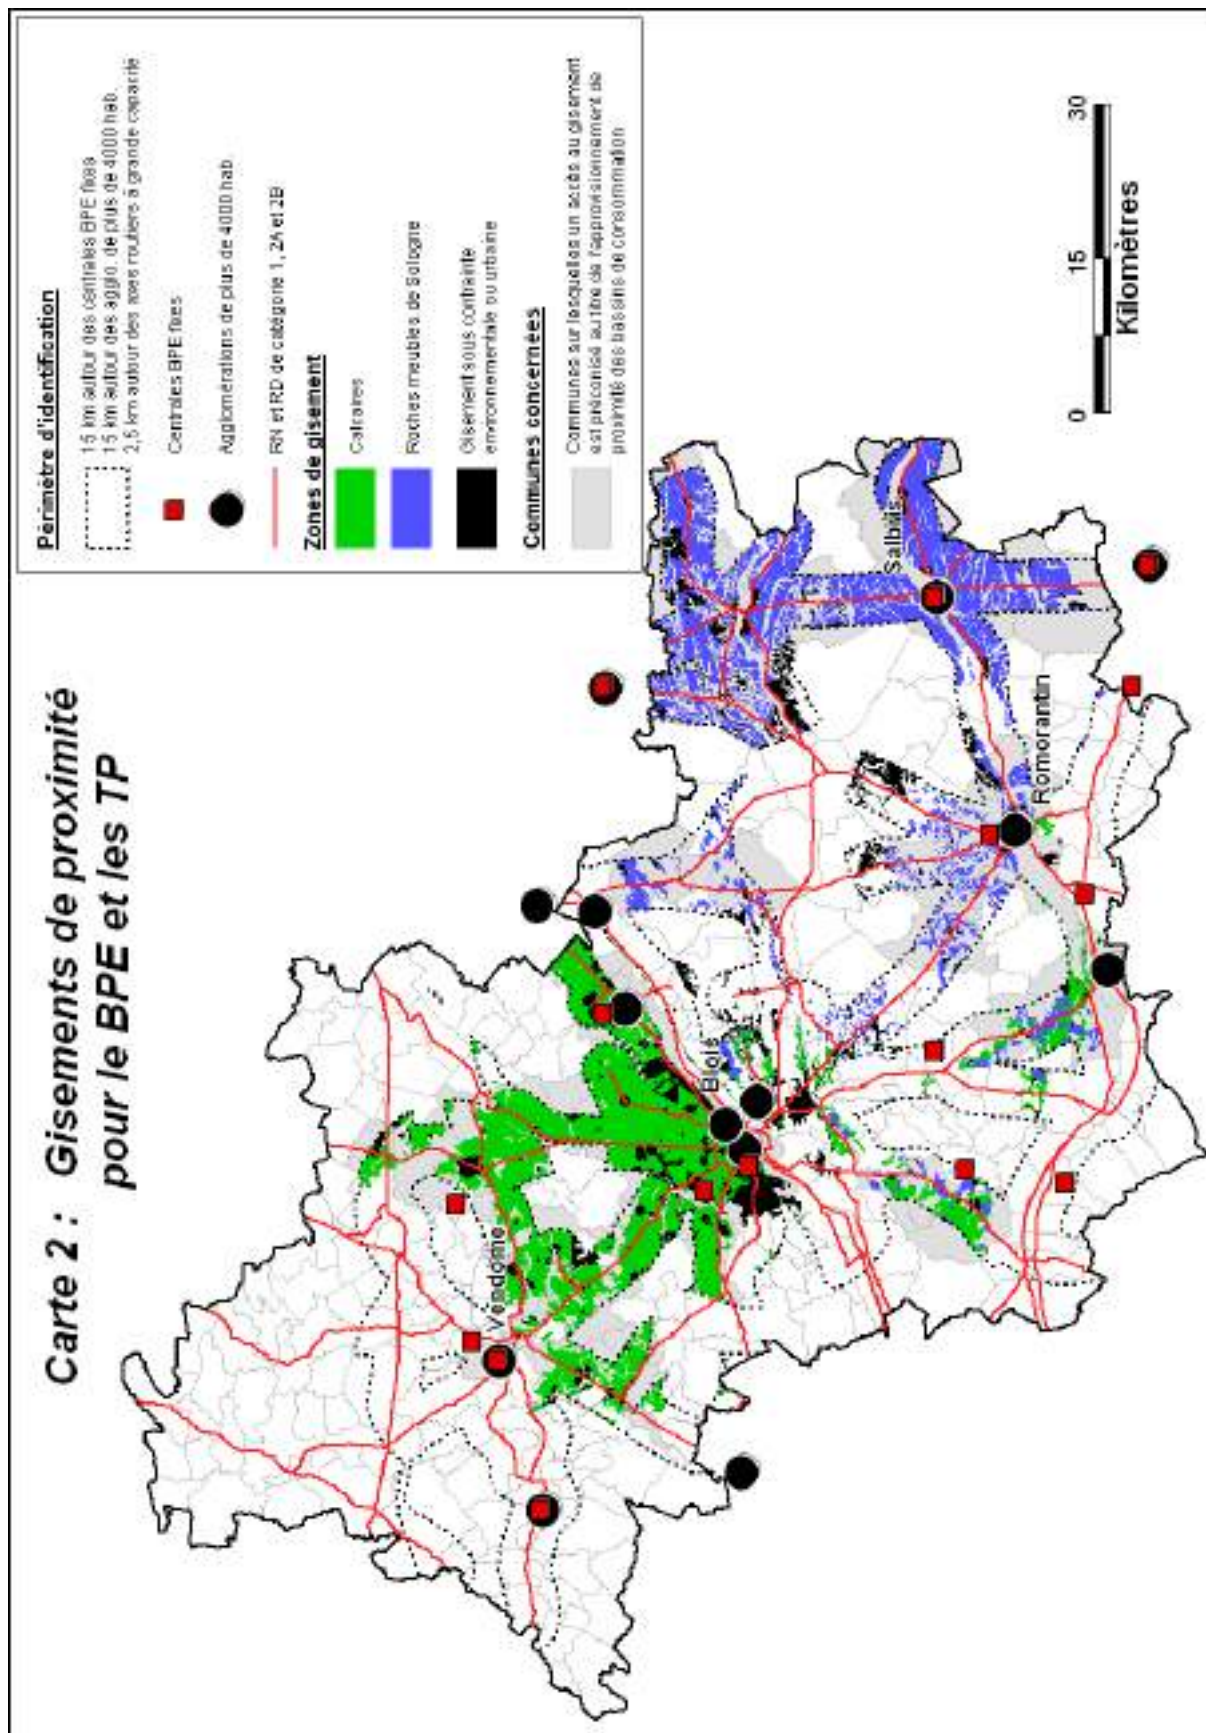 Carte 2 : Gisements de proximité
pour le BPE et les TP
Périmètre d'identification
15 km autour des centrales BPE fixes
15 km autour des agglo. de plus de 4000 hab.
2,5 km autour des axes routiers à grande capacité
Centrales BPE fixes
Agglomérations de plus de 4000 hab.
RN et RD de catégorie 1, 2A et 2B
Zones de gisement
Calcaires
Roches meubles de Sologne
Gisement sous contrainte
environnementale ou urbaine
Communes concernées
Communes sur lesquelles un accès au gisement
est préconisé au titre de l'approvisionnement de
proximité des bassins de consommation
Vendôme
Blois
Salbris
Romorantin
0 15 30
Kilomètres